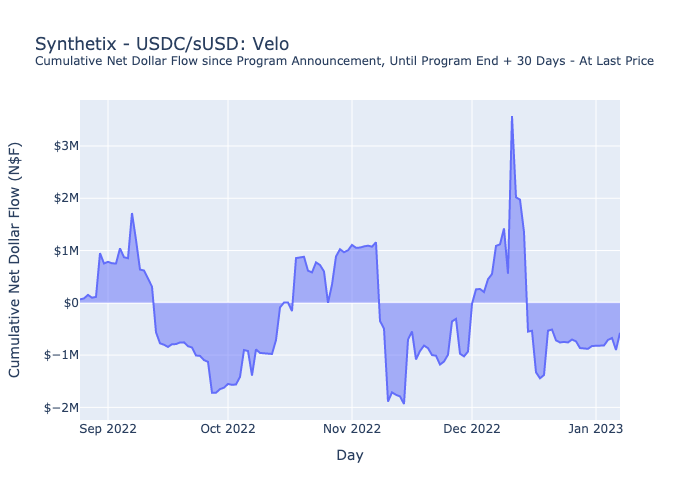 Synthetix - USDC/sUSD: Velo
Cumulative Net Dollar Flow since Program Announcement, Until Program End + 30 Days - At Last Price
Cumulative Net Dollar Flow (N$F)
$3M
$2M
$1M
$0
$−1M
$−2M
Sep 2022
Oct 2022
Nov 2022
Dec 2022
Jan 2023
Day